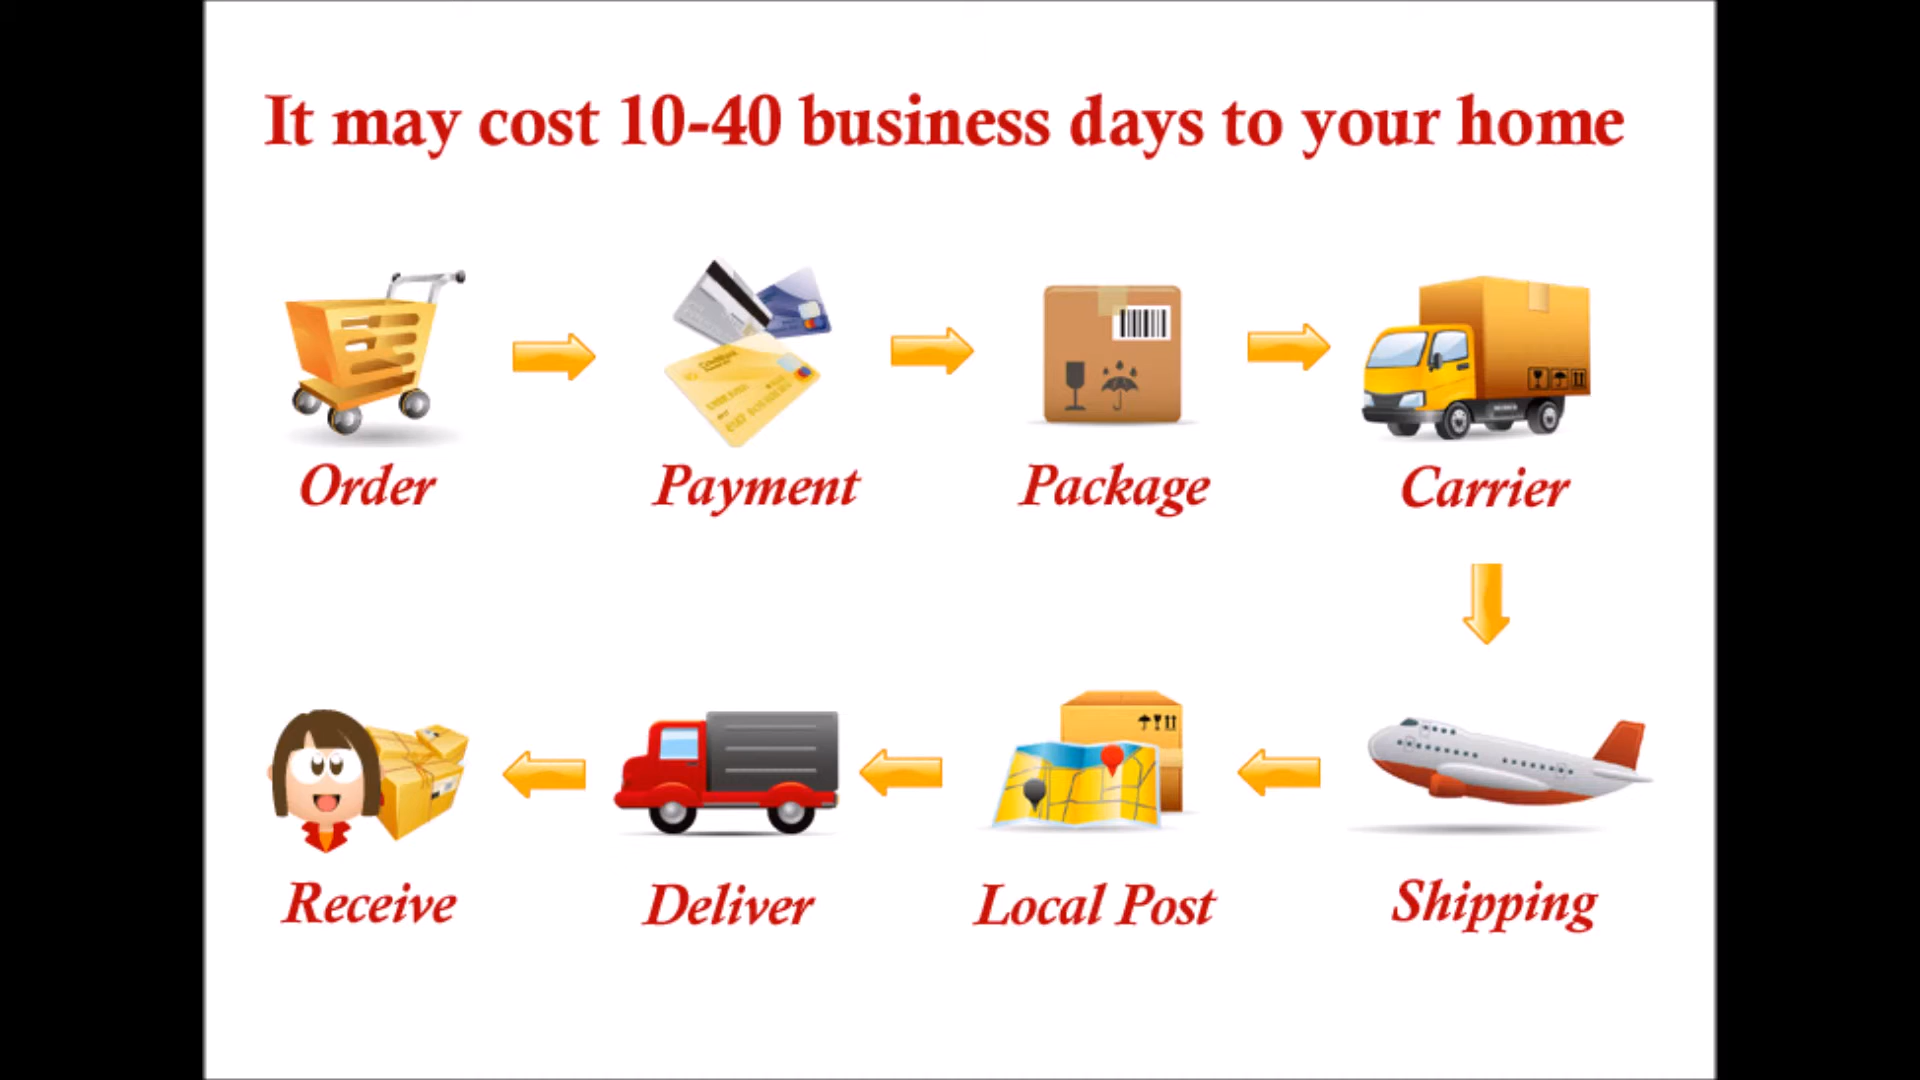 It may cost 10-40 business days to your home
Order
Payment
Package
Carrier
Receive
Deliver
Local Post
Shipping